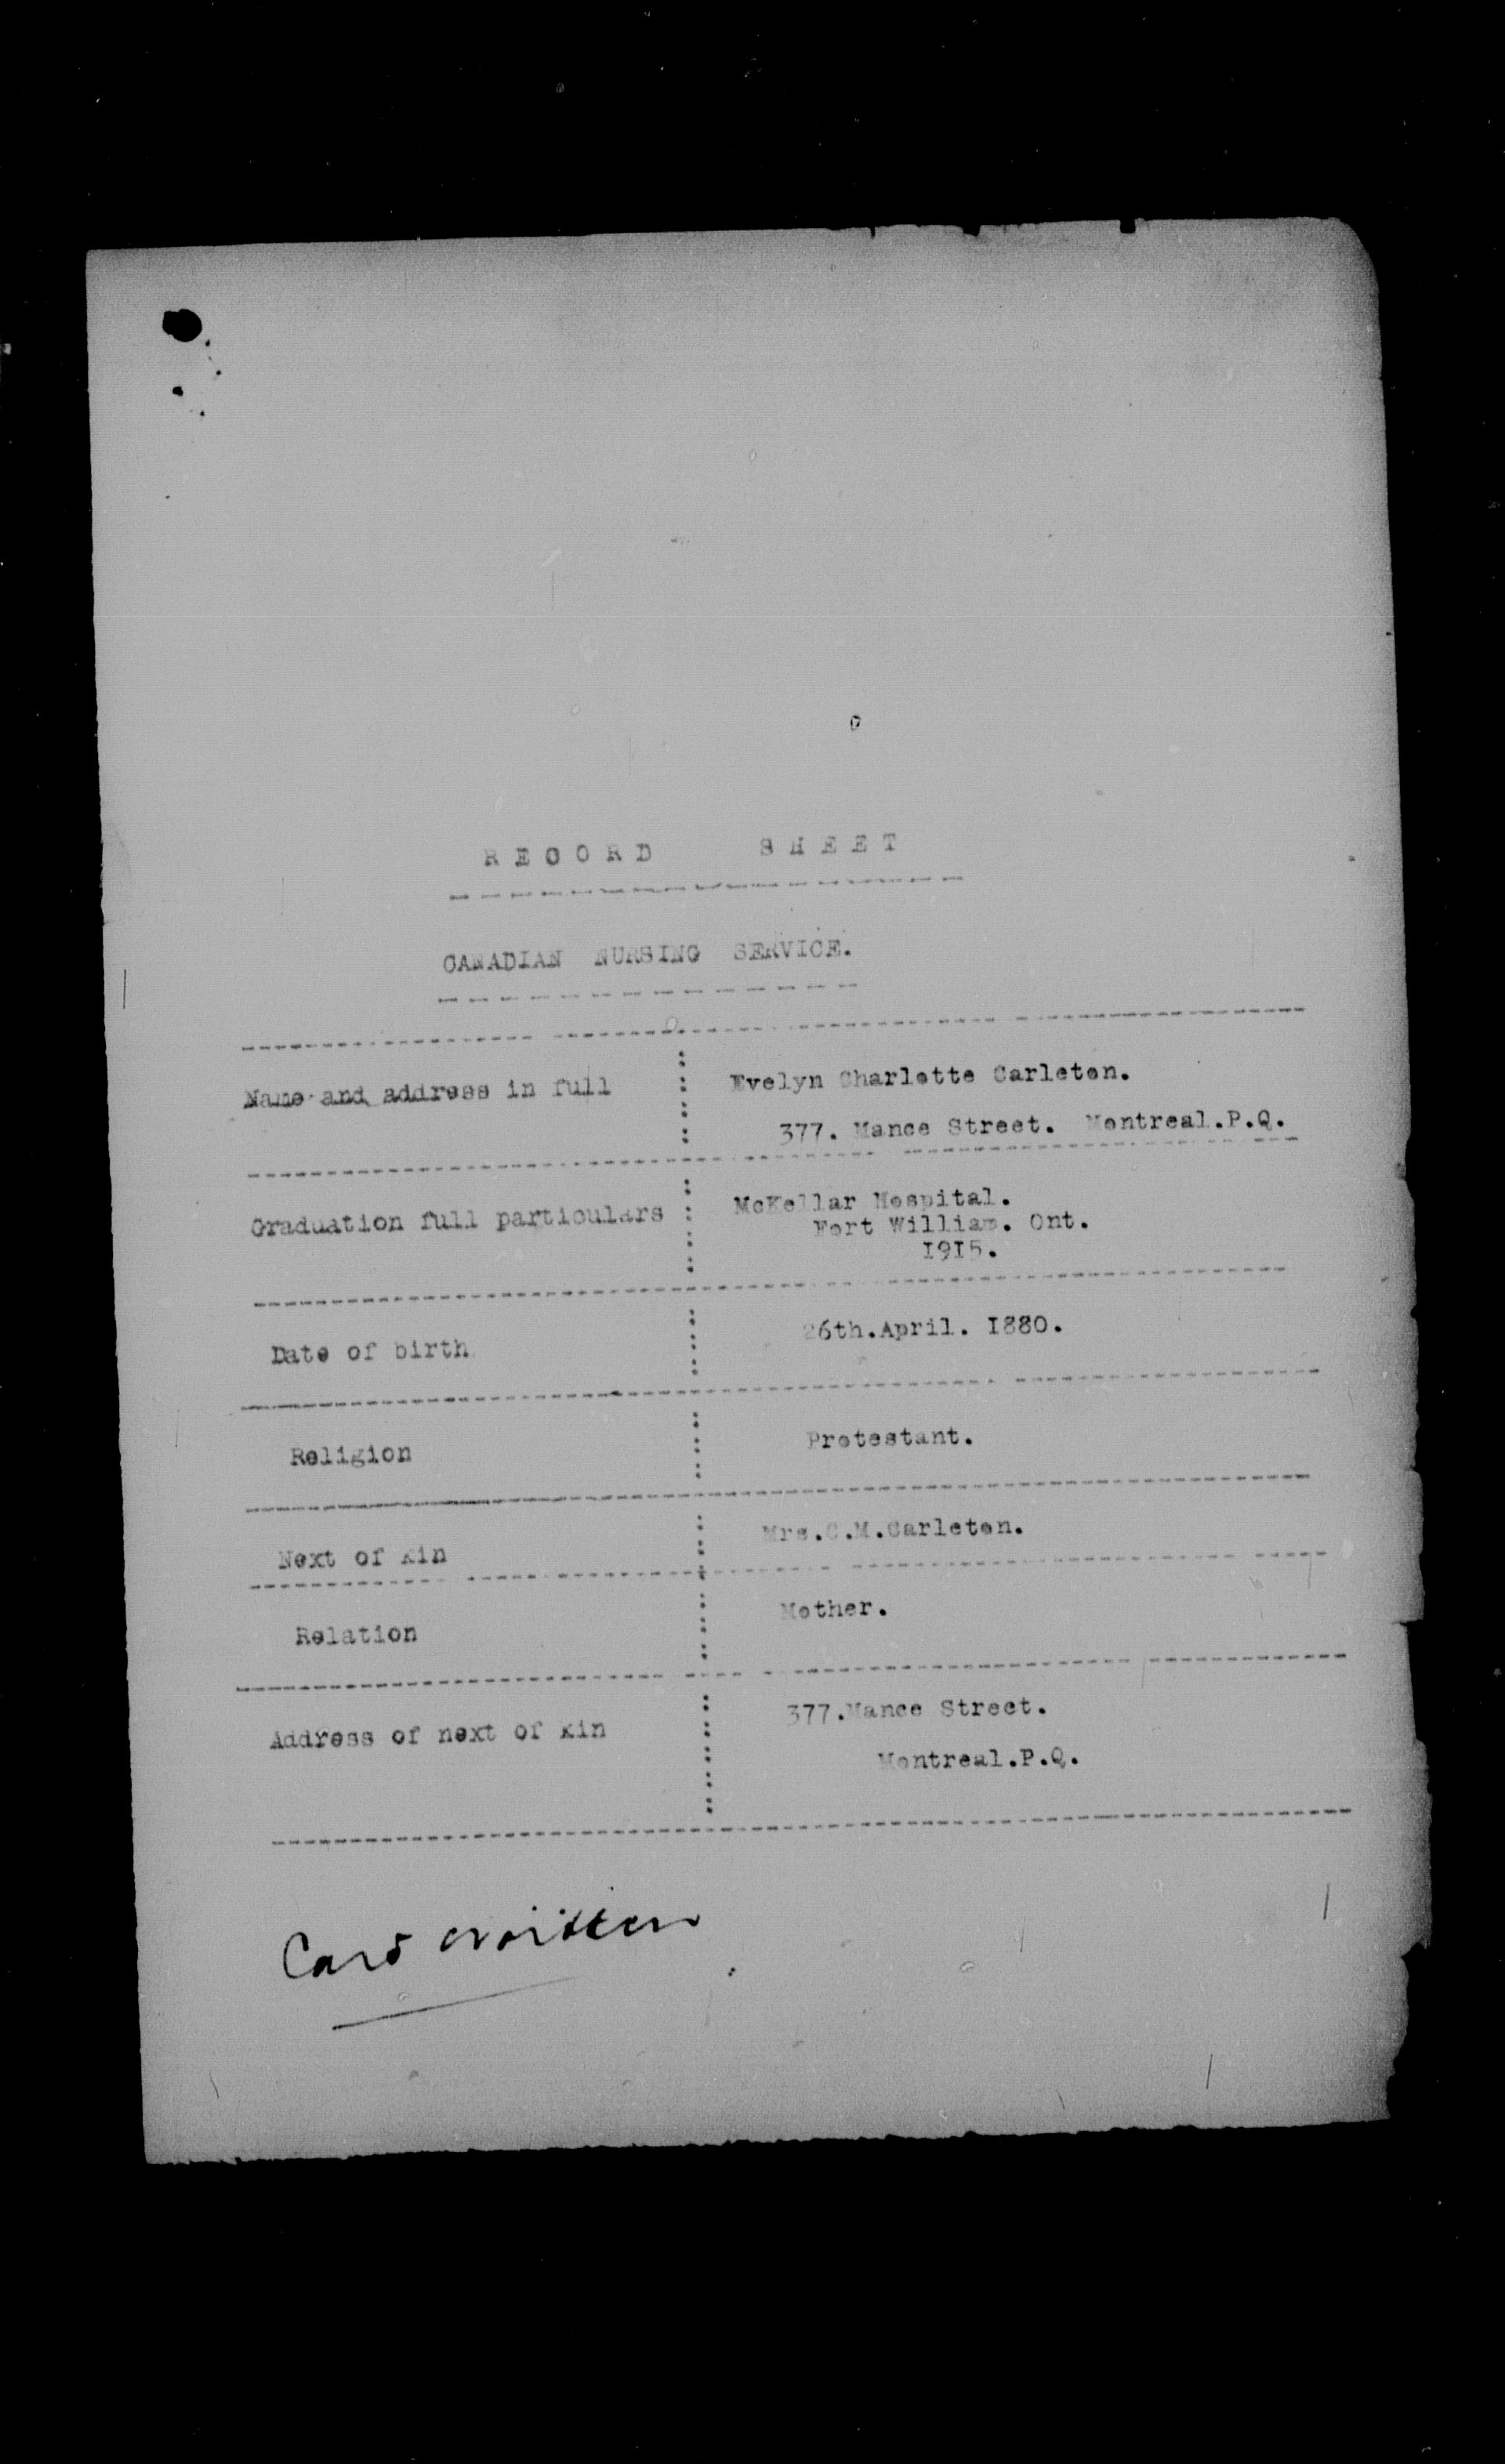 RECORD SHEET
CANADIAN NURSING SERVICE.
Name and address in full Evelyn Charlotte Carleton.
377. Mance Street. Montreal.P.Q.
Graduation full particulars McKellar Hospital.
Fort William. Ont.
1915.
Date of birth 26th.April. 1880.
Religion Protestant.
Next of kin Mrs.C.M.Carleton.
Relation Mother.
Address of next of kin 377.Mance Street.
Montreal.P.Q.
Card written